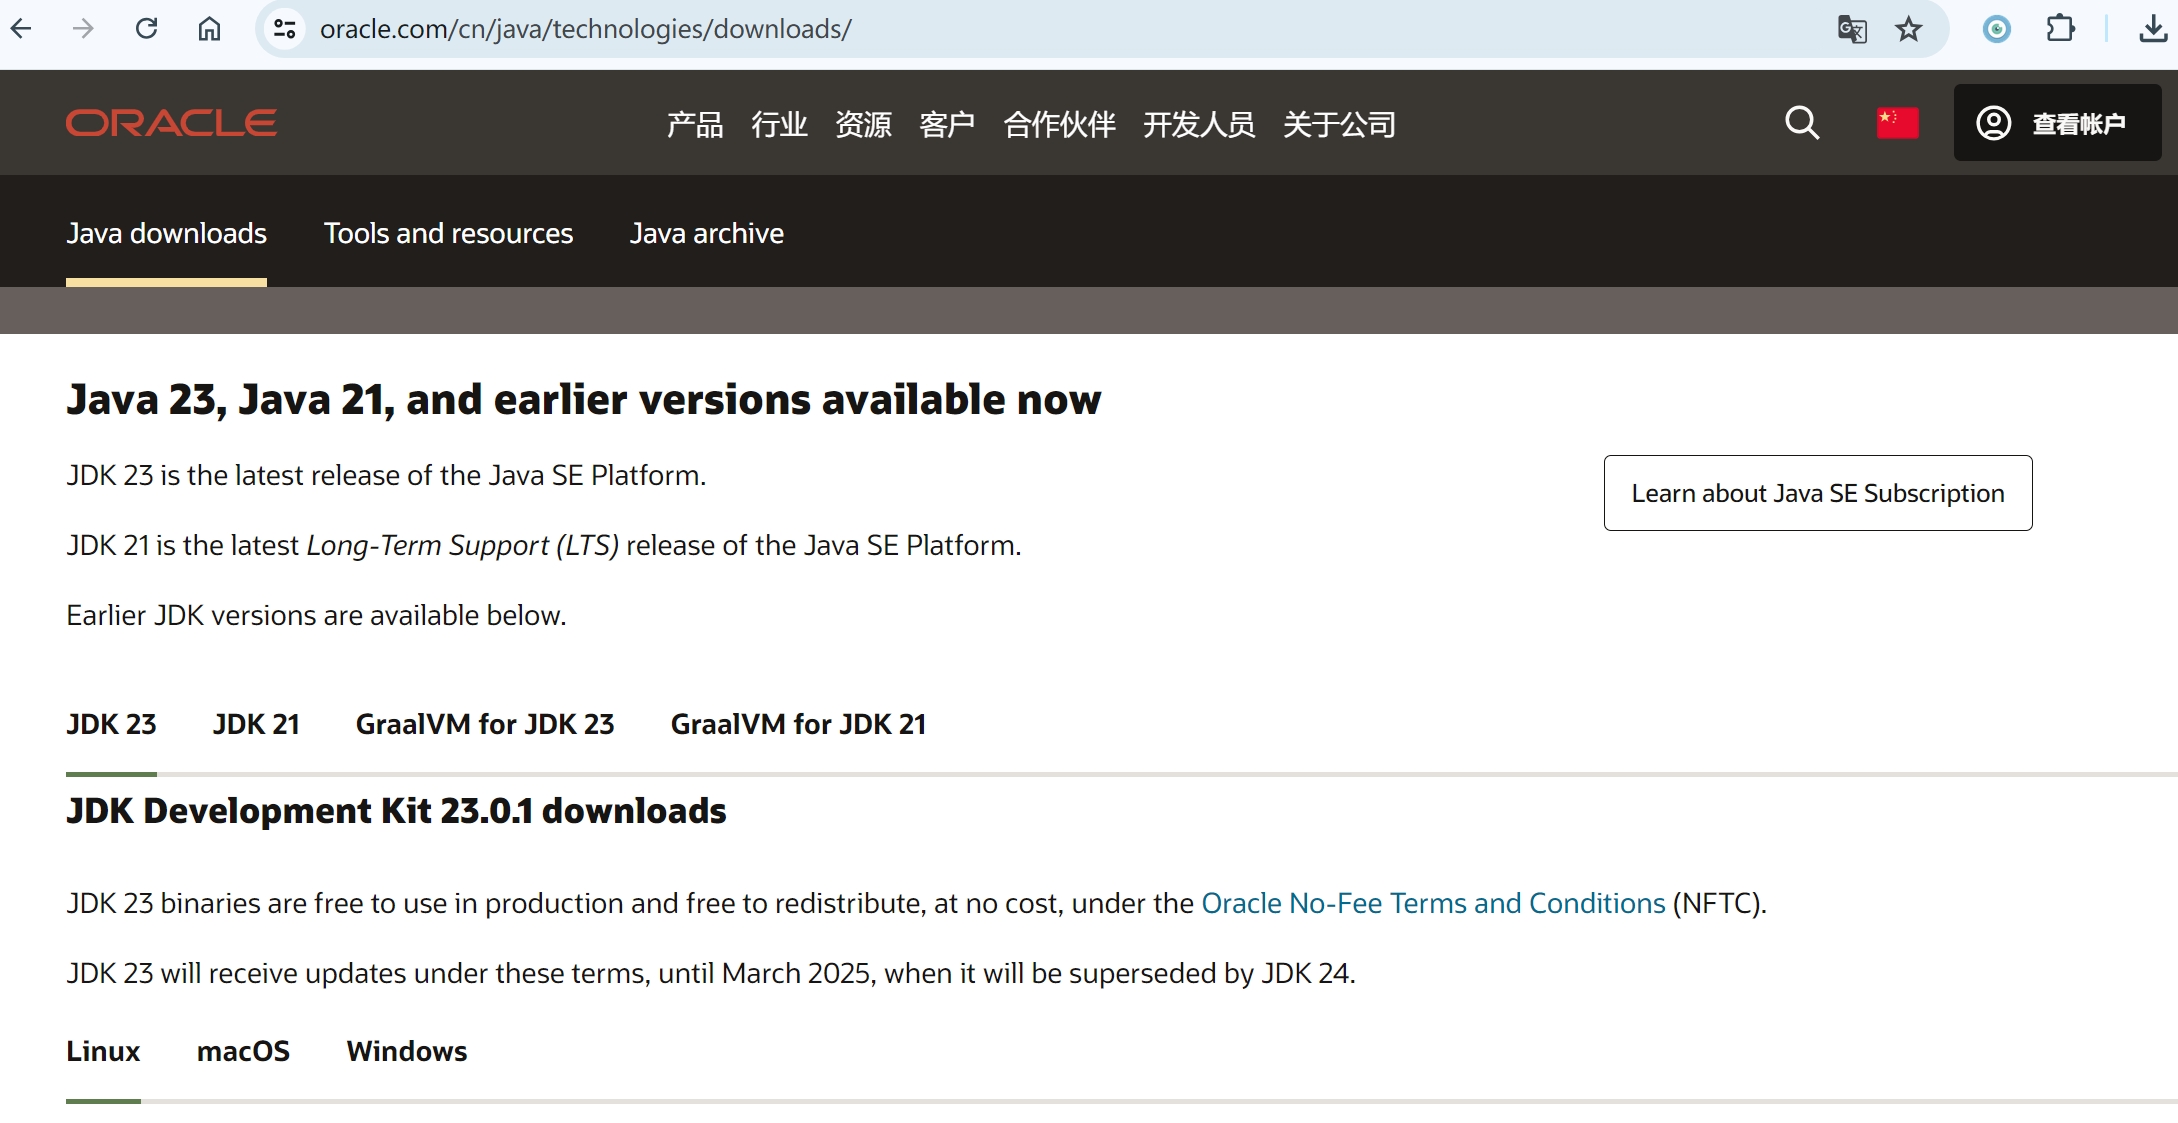 oracle.com/cn/java/technologies/downloads/
ORACLE
产品 行业 资源 客户 合作伙伴 开发人员 关于公司
查看帐户
Java downloads Tools and resources Java archive
Java 23, Java 21, and earlier versions available now
JDK 23 is the latest release of the Java SE Platform.
Learn about Java SE Subscription
JDK 21 is the latest Long-Term Support (LTS) release of the Java SE Platform.
Earlier JDK versions are available below.
JDK 23 JDK 21 GraalVM for JDK 23 GraalVM for JDK 21
JDK Development Kit 23.0.1 downloads
JDK 23 binaries are free to use in production and free to redistribute, at no cost, under the Oracle No-Fee Terms and Conditions (NFTC).
JDK 23 will receive updates under these terms, until March 2025, when it will be superseded by JDK 24.
Linux macOS Windows